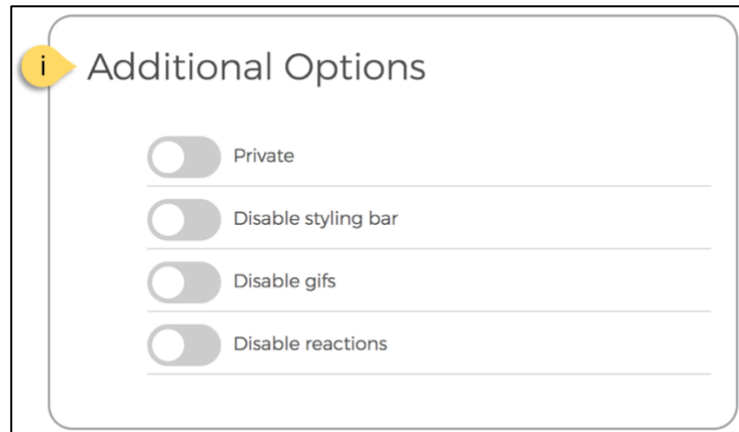 i
Additional Options
Private
Disable styling bar
Disable gifs
Disable reactions